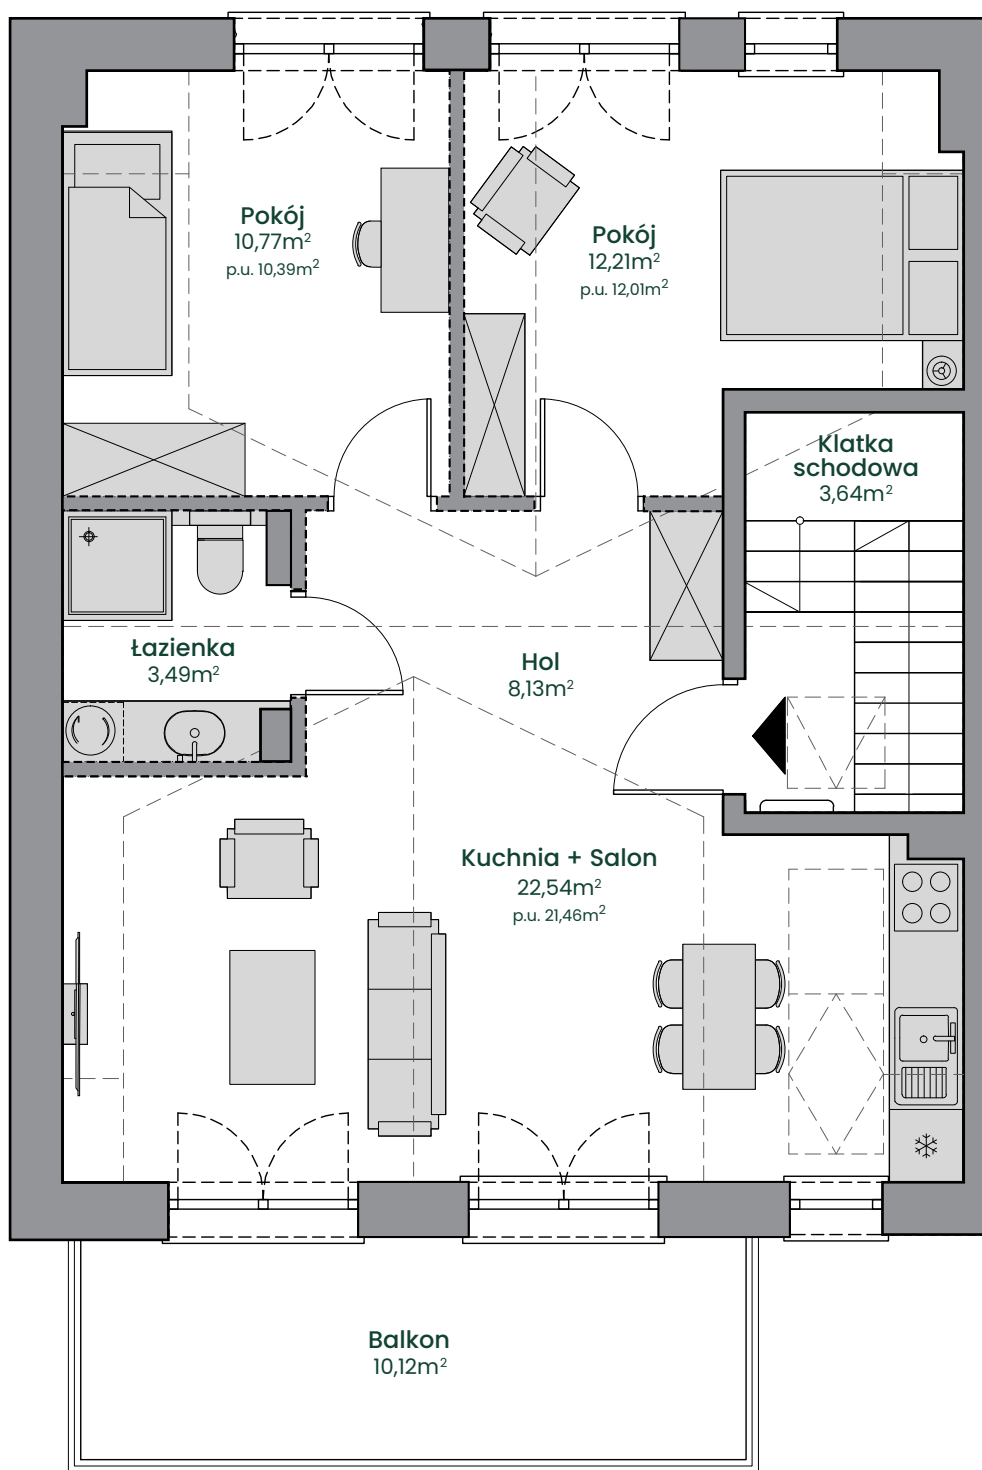 Pokój
10,77m²
p.u. 10,39m²
Pokój
12,21m²
p.u. 12,01m²
Klatka
schodowa
3,64m²
Łazienka
3,49m²
Hol
8,13m²
Kuchnia + Salon
22,54m²
p.u. 21,46m²
Balkon
10,12m²